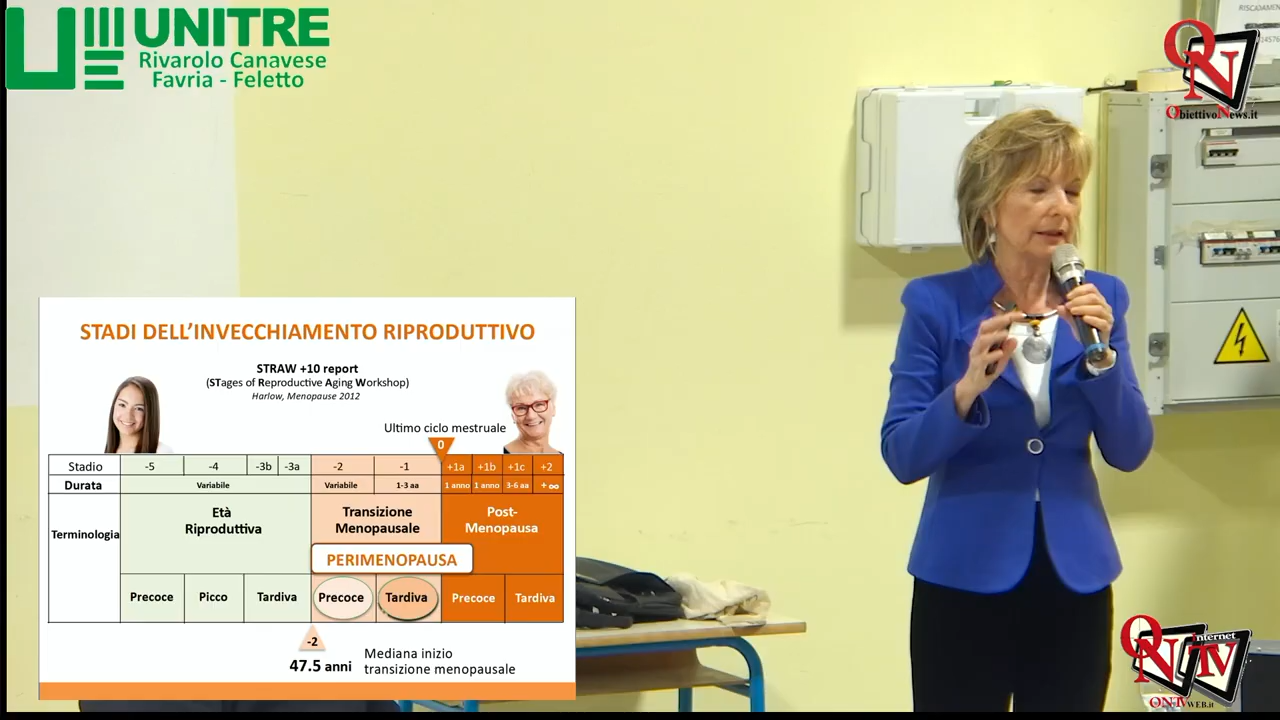 UNITRE
Rivarolo Canavese
Favria - Feletto
RISCADAMEN
ON
ObiettivoNews.it
STADI DELL'INVECCHIAMENTO RIPRODUTTIVO
STRAW +10 report
(STages of Reproductive Aging Workshop)
Harlow, Menopause 2012
Ultimo ciclo mestruale
0
Stadio -5 -4 -3b -3a -2 -1 +1a +1b +1c +2
Durata Variabile Variabile 1-3 aa 1 anno 1 anno 3-6 aa + ∞
Terminologia
Età
Riproduttiva
Transizione
Menopausale
Post-
Menopausa
PERIMENOPAUSA
Precoce Picco Tardiva Precoce Tardiva Precoce Tardiva
-2
47.5 anni
Mediana inizio
transizione menopausale
ON
internet
TV
ONTVWEB.it